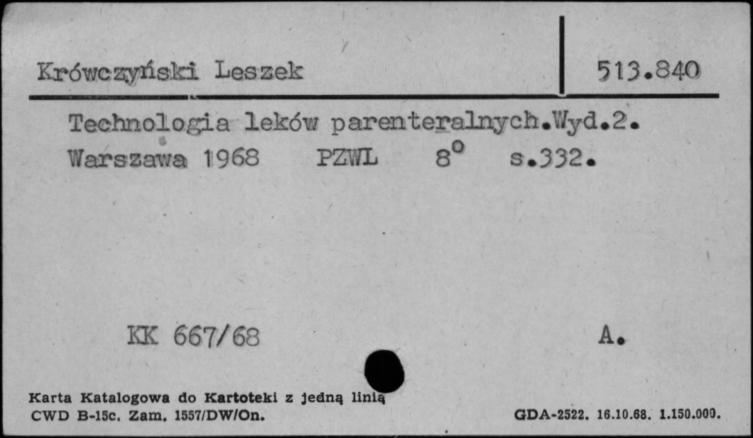 Krówczyński Leszek 513.840
Technologia leków parenteralnych.Wyd.2.
Warszawa 1968 PZWL 8° s.332.
KK 667/68 A.
Karta Katalogowa do Kartoteki z jedną linią
CWD B-15c. Zam. 1557/DW/On. GDA-2522. 16.10.68. 1.150.000.